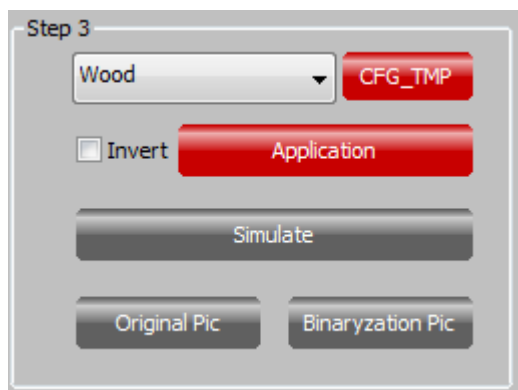 Step 3
Wood CFG_TMP
Invert Application
Simulate
Original Pic Binaryzation Pic